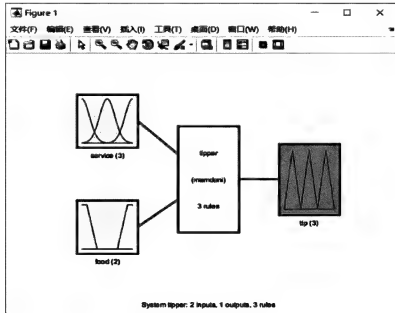 Figure 1
文件(F) 编辑(E) 查看(V) 插入(I) 工具(T) 桌面(D) 窗口(W) 帮助(H)
service (3)
tipper
(mamdani)
3 rules
tip (3)
food (2)
System tipper: 2 inputs, 1 outputs, 3 rules